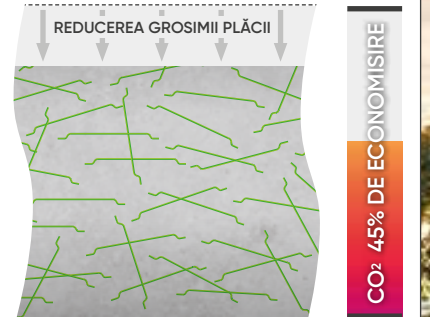 REDUCEREA GROSIMII PLĂCII
CO² 45% DE ECONOMISIRE